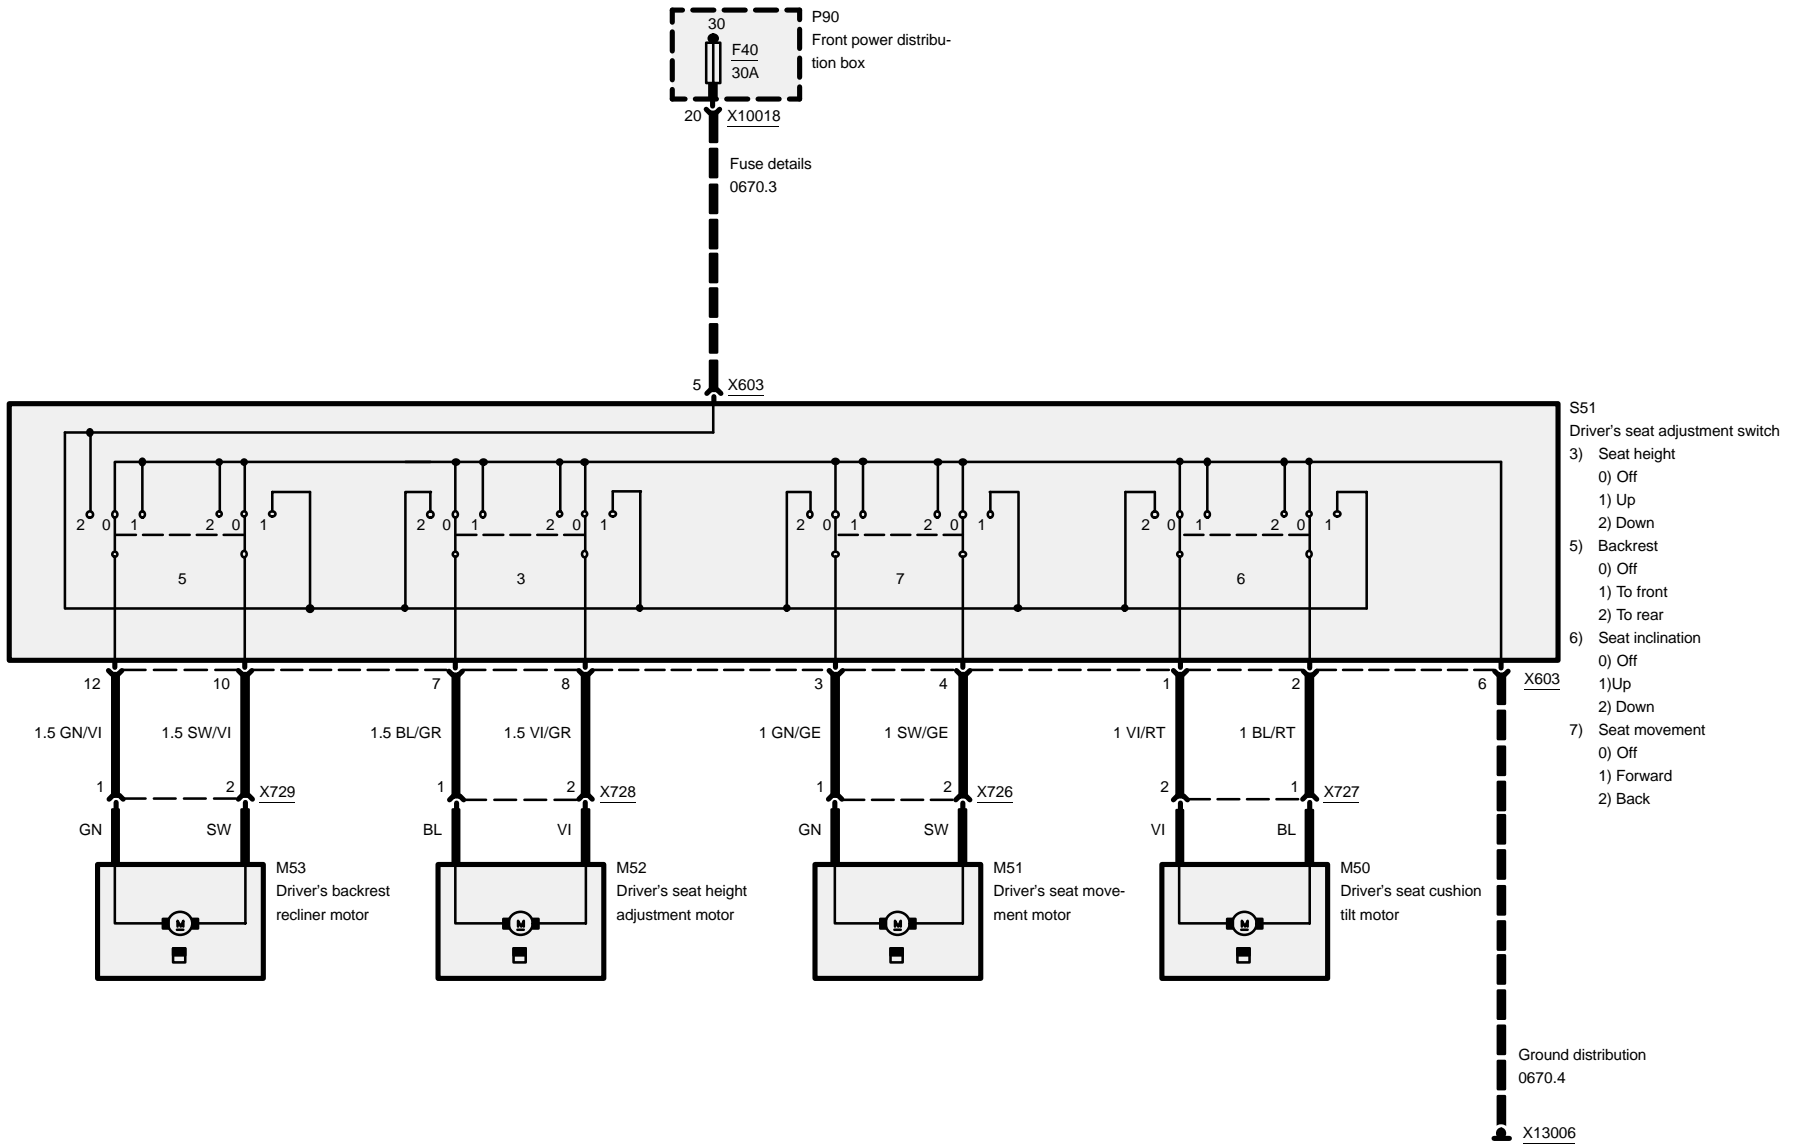 30
P90
F40
Front power distribu-
30A
tion box
20
X10018
Fuse details
0670.3
5
X603
S51
Driver's seat adjustment switch
3) Seat height
0) Off
1) Up
2) Down
5) Backrest
0) Off
1) To front
2) To rear
6) Seat inclination
0) Off
1)Up
2) Down
7) Seat movement
0) Off
1) Forward
2) Back
2 0 1 2 0 1
2 0 1 2 0 1
2 0 1 2 0 1
2 0 1 2 0 1
5 3 7 6
12 10 7 8 3 4 1 2 6 X603
1.5 GN/VI 1.5 SW/VI 1.5 BL/GR 1.5 VI/GR 1 GN/GE 1 SW/GE 1 VI/RT 1 BL/RT
1 2 X729 1 2 X728 1 2 X726 2 1 X727
GN SW BL VI GN SW VI BL
M53
Driver's backrest
recliner motor
M
M52
Driver's seat height
adjustment motor
M
M51
Driver's seat move-
ment motor
M
M50
Driver's seat cushion
tilt motor
M
Ground distribution
0670.4
X13006